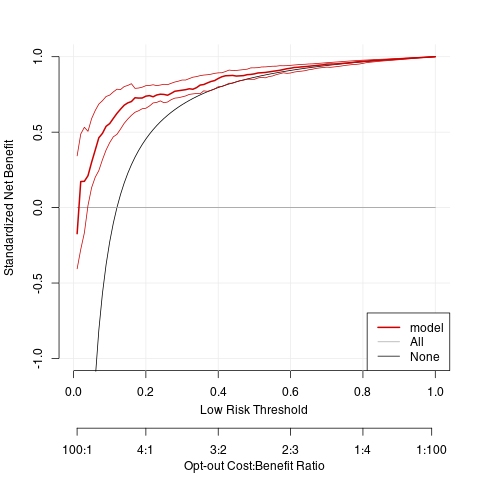 Standardized Net Benefit
1.0
0.5
0.0
-0.5
-1.0
model
All
None
0.0 0.2 0.4 0.6 0.8 1.0
Low Risk Threshold
100:1 4:1 3:2 2:3 1:4 1:100
Opt-out Cost:Benefit Ratio